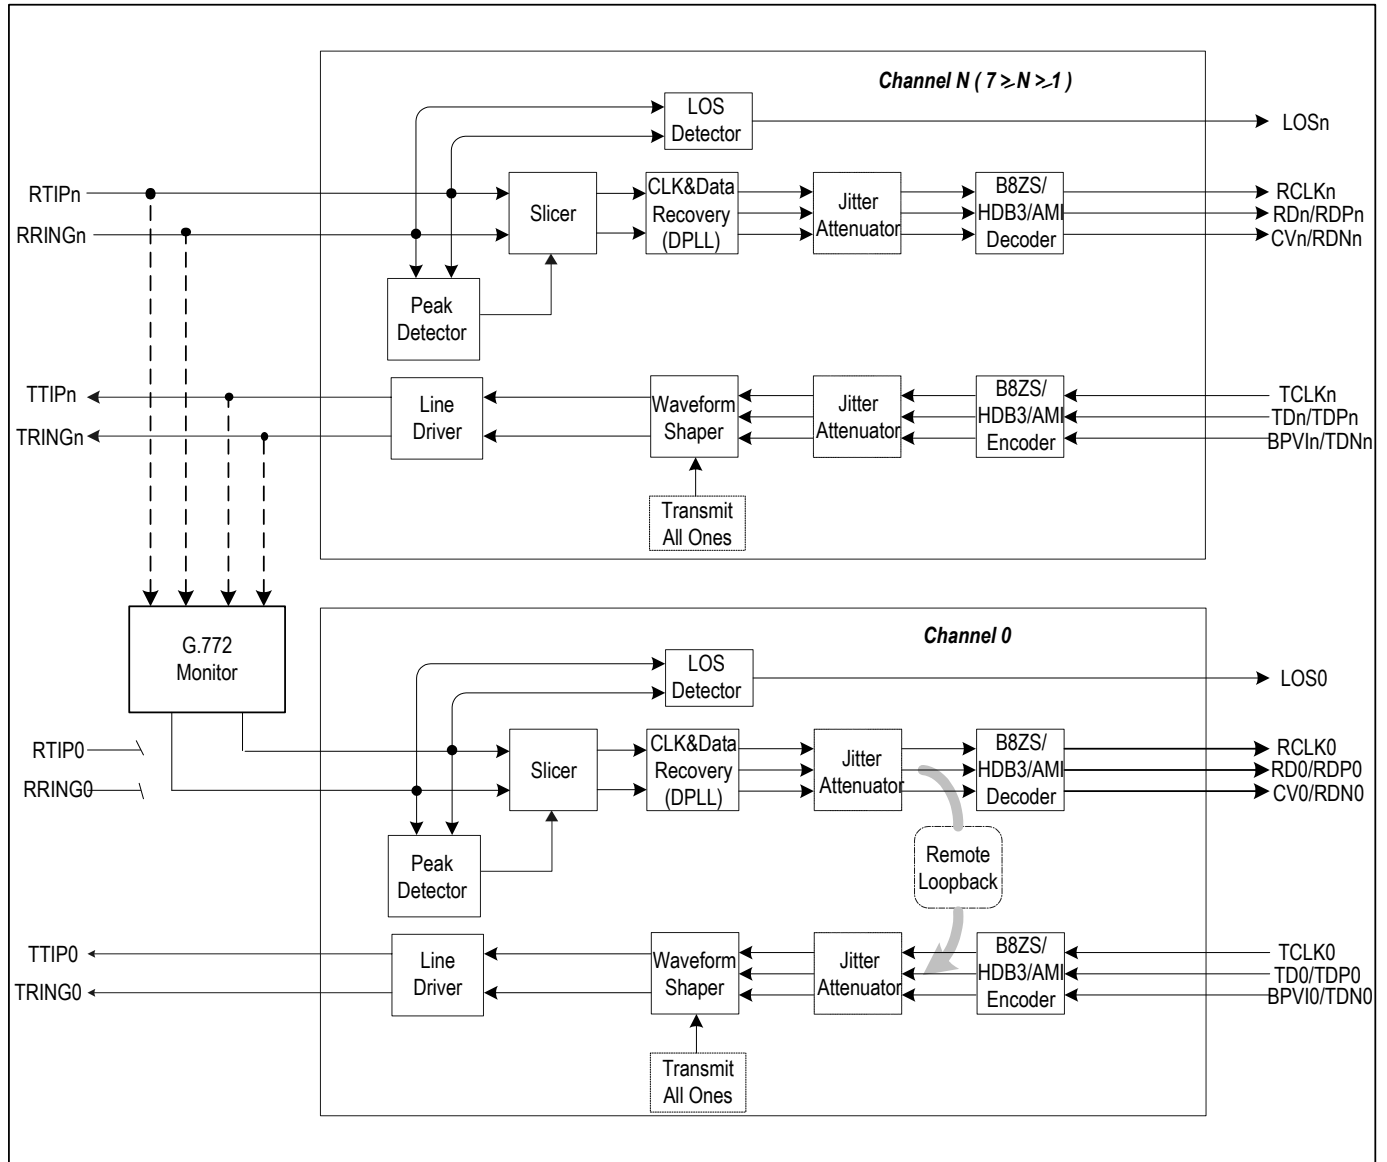 Channel N ( 7 ≥ N ≥ 1 )
LOS
Detector
LOSn
RTIPn
RRINGn
Slicer
CLK&Data
Recovery
(DPLL)
Jitter
Attenuator
B8ZS/
HDB3/AMI
Decoder
RCLKn
RDn/RDPn
CVn/RDNn
Peak
Detector
TTIPn
TRINGn
Line
Driver
Waveform
Shaper
Jitter
Attenuator
B8ZS/
HDB3/AMI
Encoder
TCLKn
TDn/TDPn
BPVIn/TDNn
Transmit
All Ones
G.772
Monitor
Channel 0
LOS
Detector
LOS0
RTIP0
RRING0
Slicer
CLK&Data
Recovery
(DPLL)
Jitter
Attenuator
B8ZS/
HDB3/AMI
Decoder
RCLK0
RD0/RDP0
CV0/RDN0
Peak
Detector
Remote
Loopback
TTIP0
TRING0
Line
Driver
Waveform
Shaper
Jitter
Attenuator
B8ZS/
HDB3/AMI
Encoder
TCLK0
TD0/TDP0
BPVI0/TDN0
Transmit
All Ones